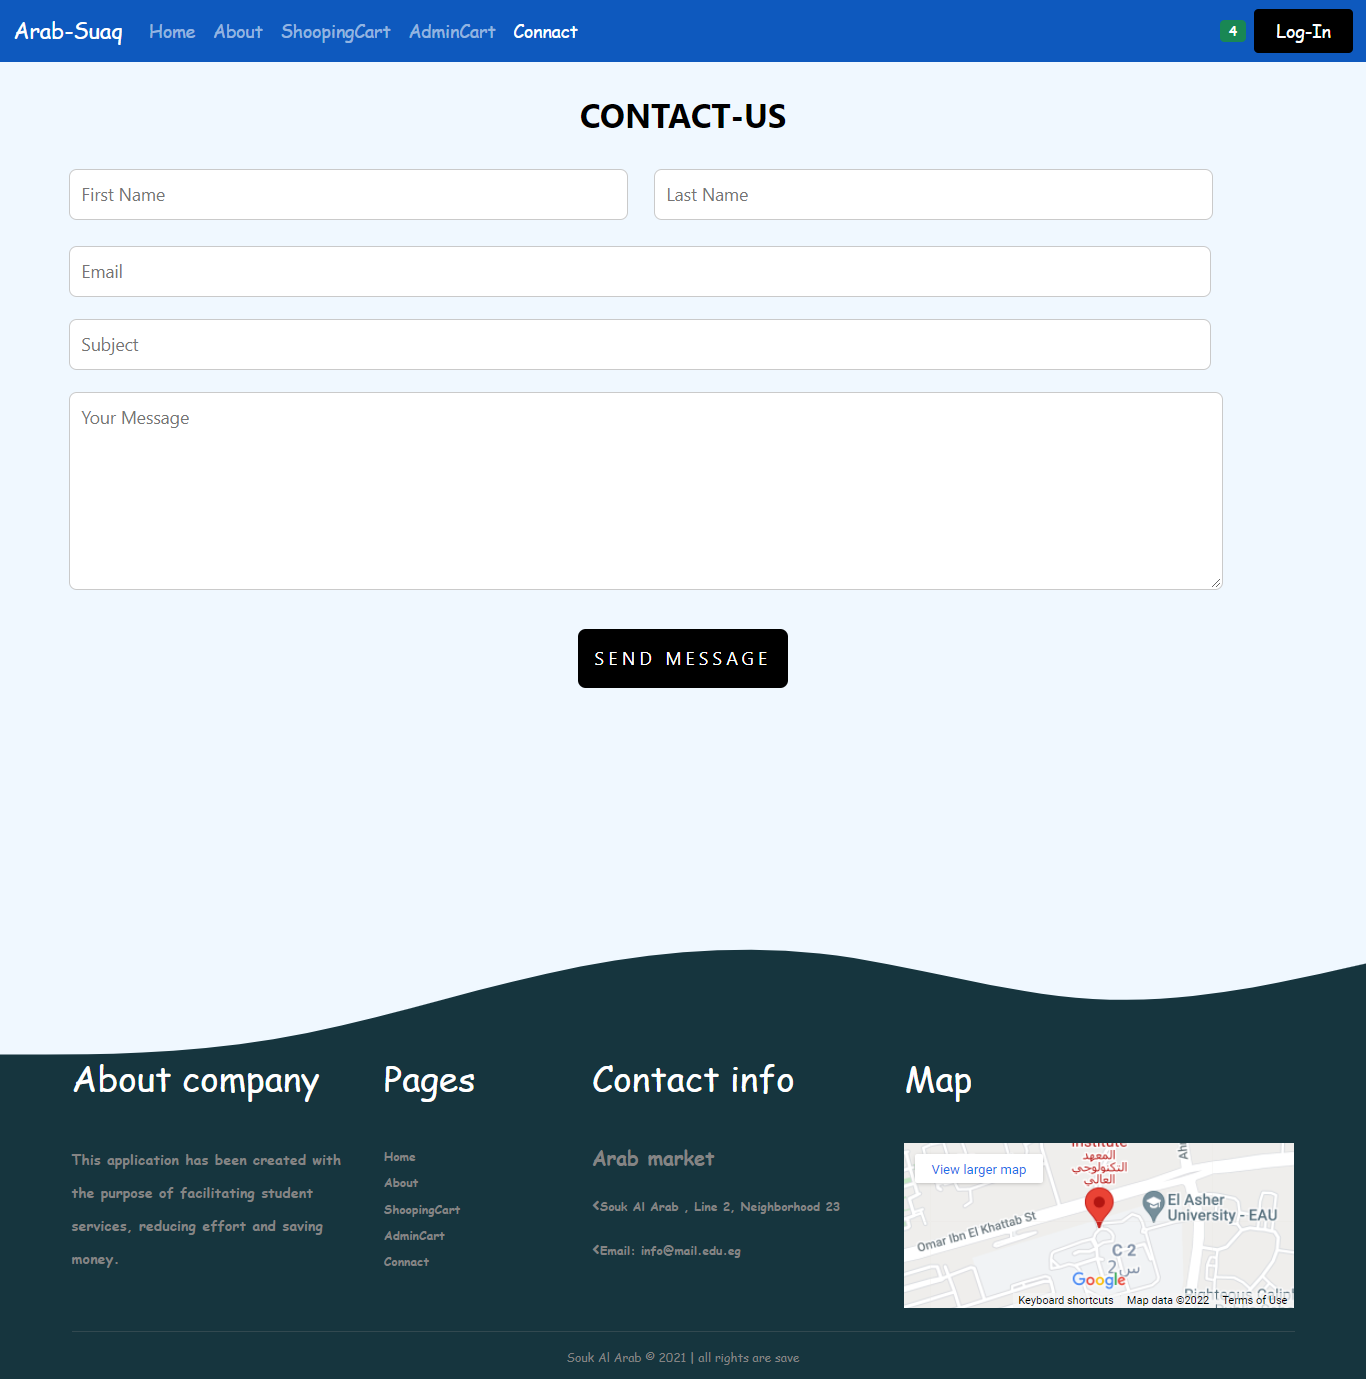 Arab-Suaq Home About ShoopingCart AdminCart Connact 4 Log-In
CONTACT-US
First Name Last Name
Email
Subject
Your Message
SEND MESSAGE
About company
This application has been created with
the purpose of facilitating student
services, reducing effort and saving
money.
Pages
Home
About
ShoopingCart
AdminCart
Connact
Contact info
Arab market
Souk Al Arab , Line 2, Neighborhood 23
Email: info@mail.edu.eg
Map
Institute
المعهد
التكنولوجي
العالي
View larger map
El Asher
University - EAU
Omar Ibn El Khattab St
C 2
س 2
Google
Keyboard shortcuts Map data ©2022 Terms of Use
Souk Al Arab © 2021 | all rights are save